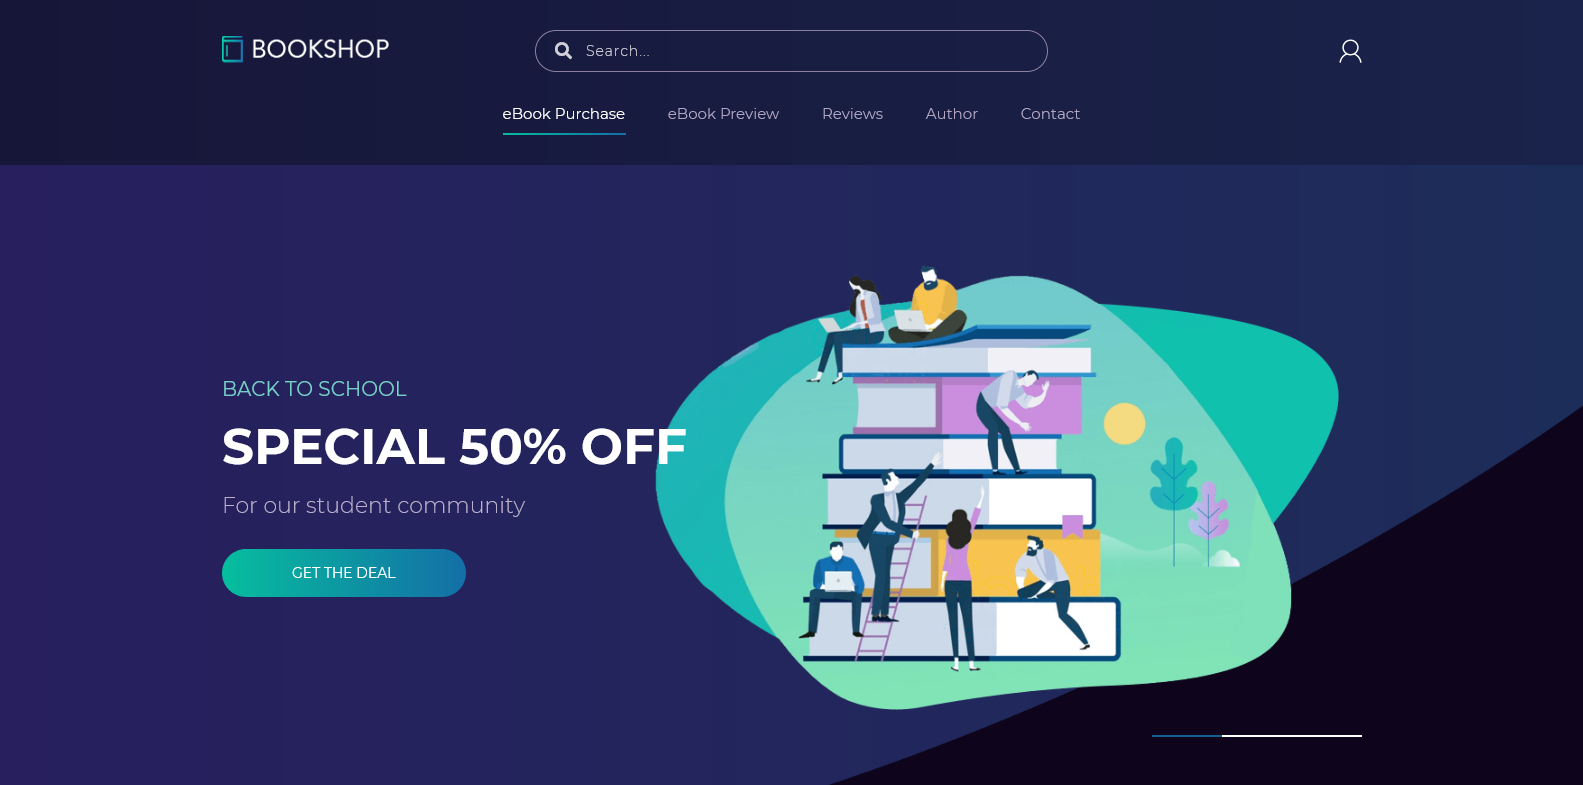 BOOKSHOP
Search...
eBook Purchase eBook Preview Reviews Author Contact
BACK TO SCHOOL
SPECIAL 50% OFF
For our student community
GET THE DEAL